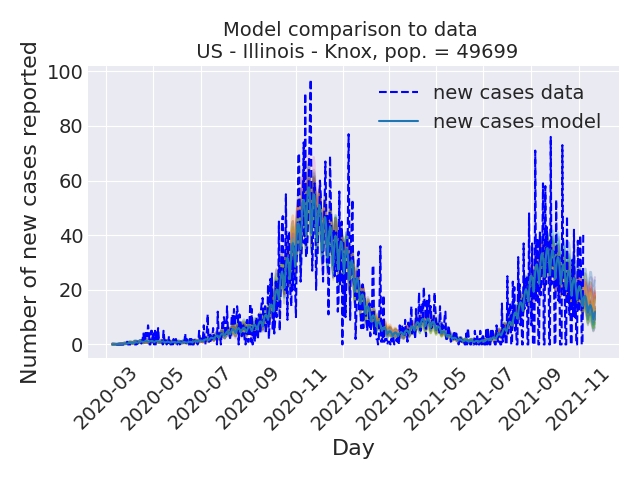 Model comparison to data
US - Illinois - Knox, pop. = 49699
Number of new cases reported
100
80
60
40
20
0
new cases data
new cases model
2020-03
2020-05
2020-07
2020-09
2020-11
2021-01
2021-03
2021-05
2021-07
2021-09
2021-11
Day